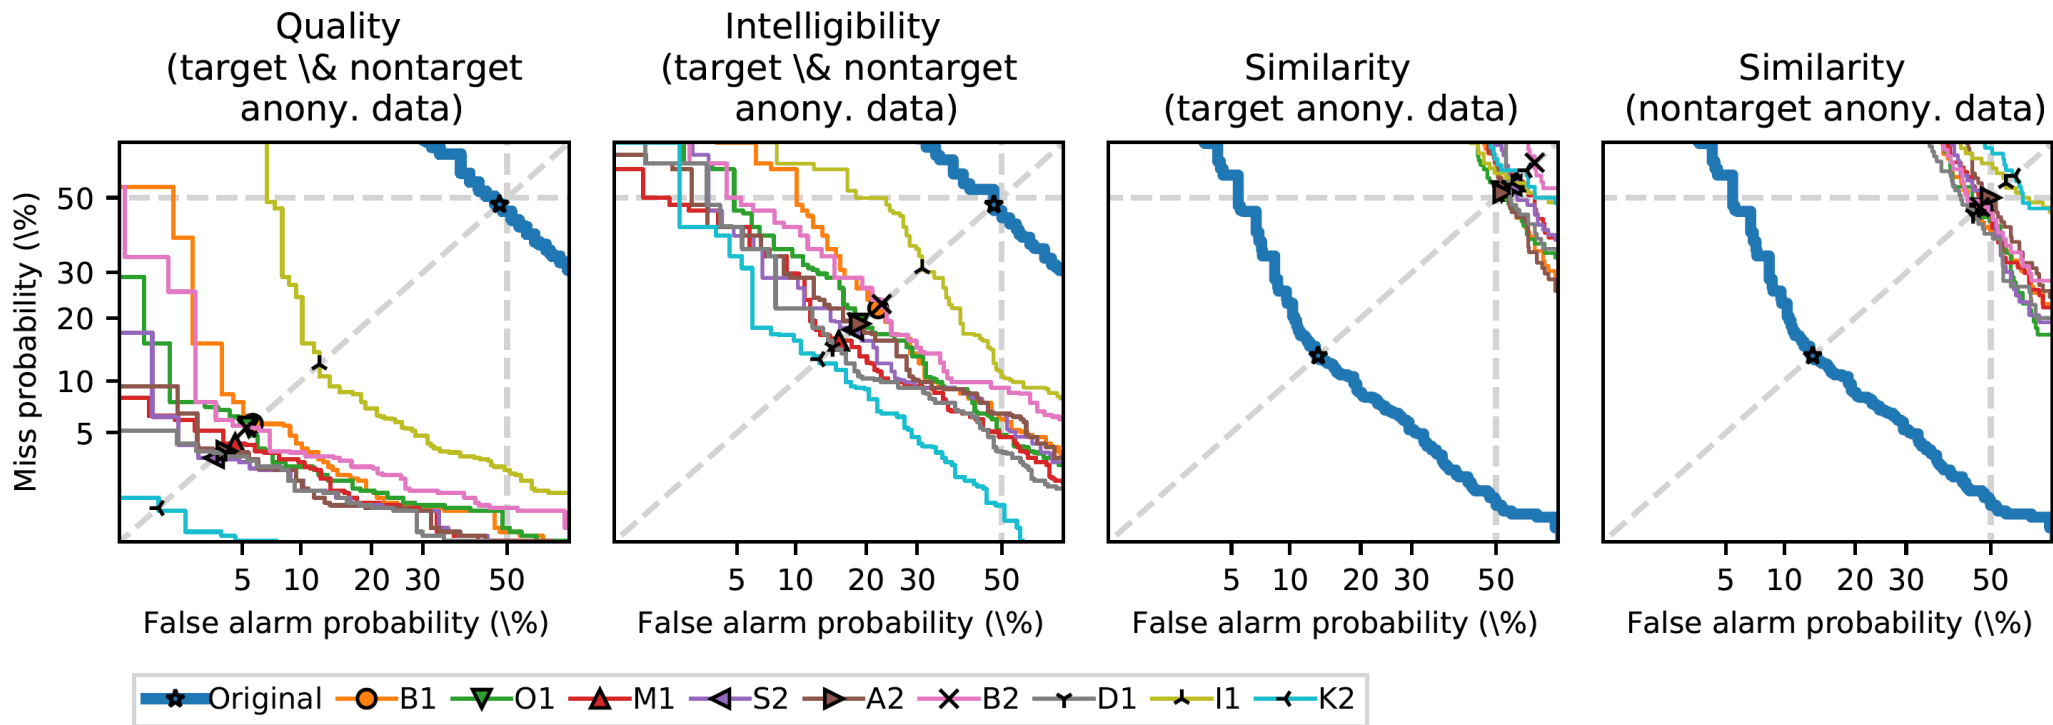 Quality
(target \& nontarget
anony. data)
Intelligibility
(target \& nontarget
anony. data)
Similarity
(target anony. data)
Similarity
(nontarget anony. data)
Miss probability (\%)
50
30
20
10
5
5 10 20 30 50
5 10 20 30 50
5 10 20 30 50
5 10 20 30 50
False alarm probability (\%)
False alarm probability (\%)
False alarm probability (\%)
False alarm probability (\%)
Original B1 O1 M1 S2 A2 B2 D1 I1 K2